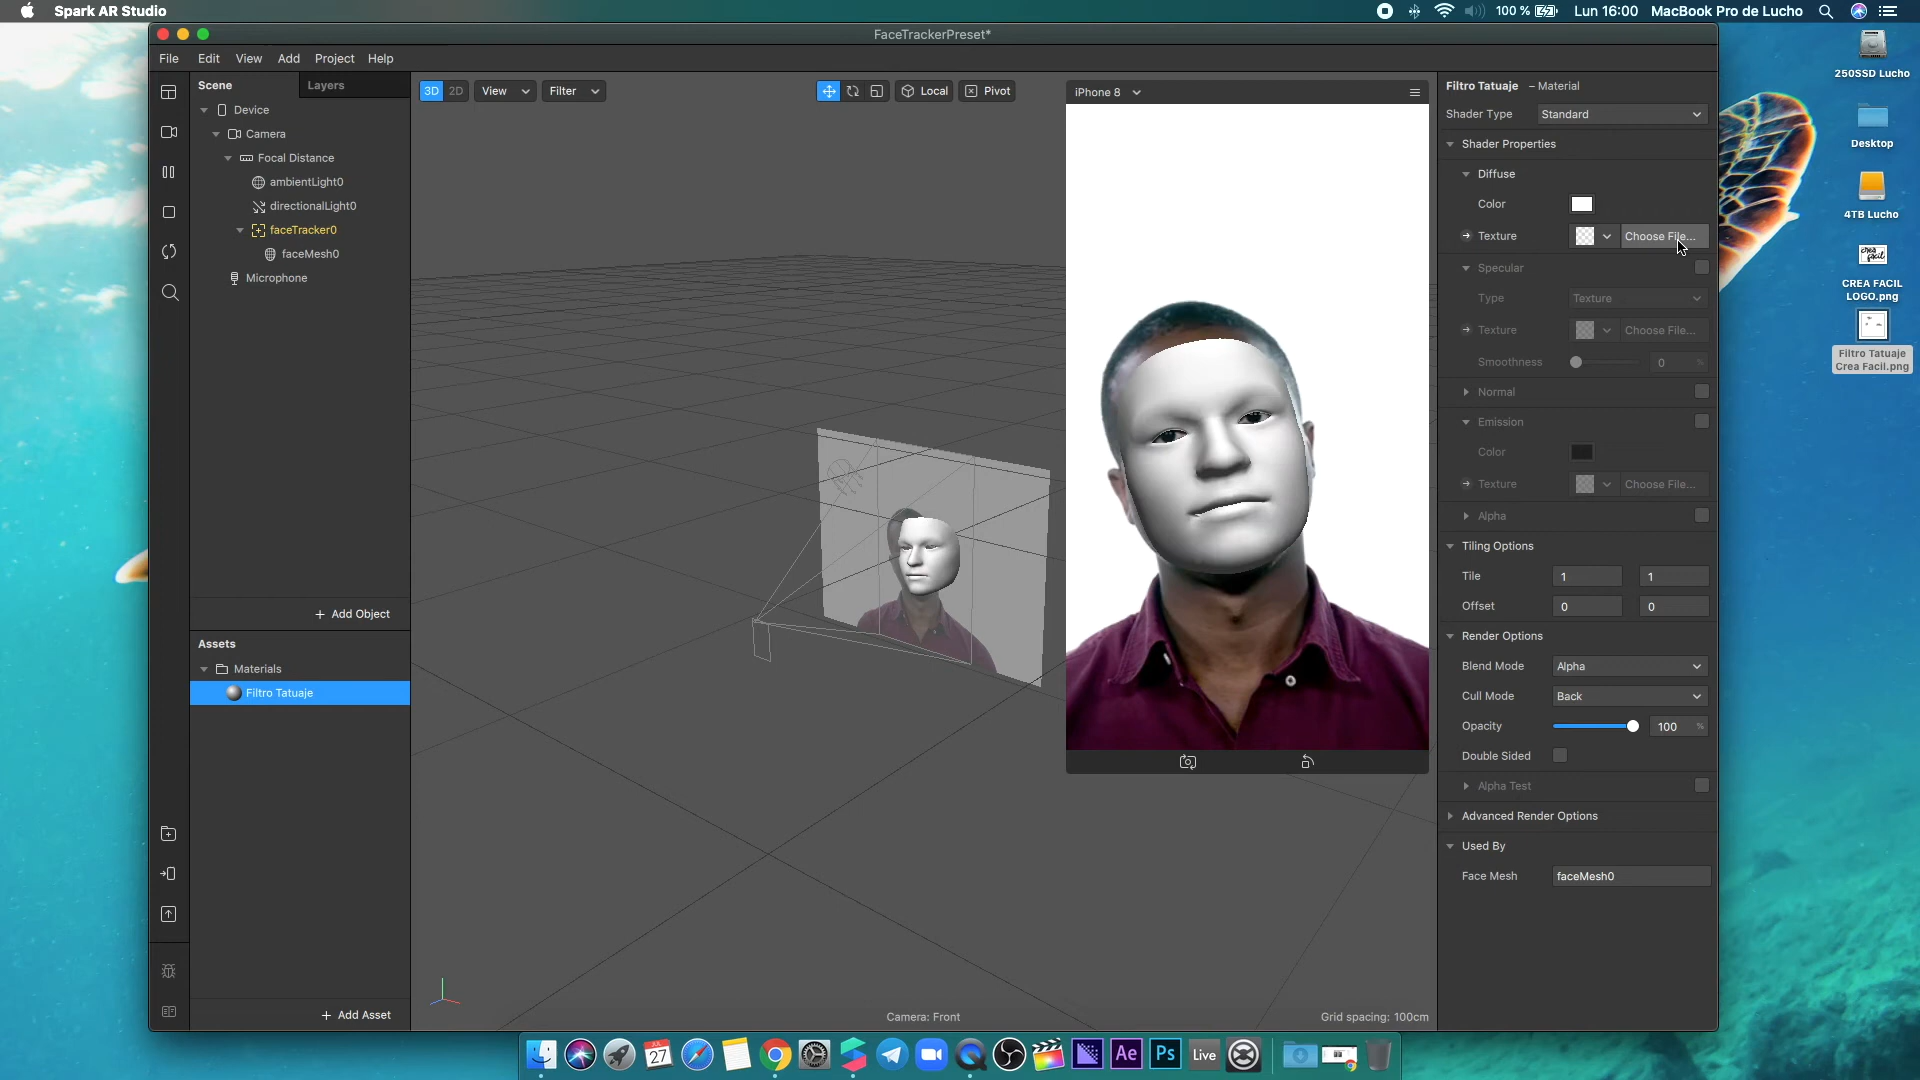 Spark AR Studio
100 %
Lun 16:00
MacBook Pro de Lucho
FaceTrackerPreset*
File
Edit
View
Add
Project
Help
Scene
Layers
Device
Camera
Focal Distance
ambientLight0
directionalLight0
faceTracker0
faceMesh0
Microphone
+ Add Object
Assets
Materials
Filtro Tatuaje
+ Add Asset
3D
2D
View
Filter
Local
Pivot
iPhone 8
Camera: Front
Grid spacing: 100cm
Filtro Tatuaje – Material
Shader Type
Standard
Shader Properties
Diffuse
Color
Texture
Choose File...
Specular
Type
Texture
Texture
Choose File...
Smoothness
0 %
Normal
Emission
Color
Texture
Choose File...
Alpha
Tiling Options
Tile
1
1
Offset
0
0
Render Options
Blend Mode
Alpha
Cull Mode
Back
Opacity
100 %
Double Sided
Alpha Test
Advanced Render Options
Used By
Face Mesh
faceMesh0
250SSD Lucho
Desktop
4TB Lucho
crea
facil
CREA FACIL
LOGO.png
Filtro Tatuaje
Crea Facil.png
JUL
27
Ae
Ps
Live